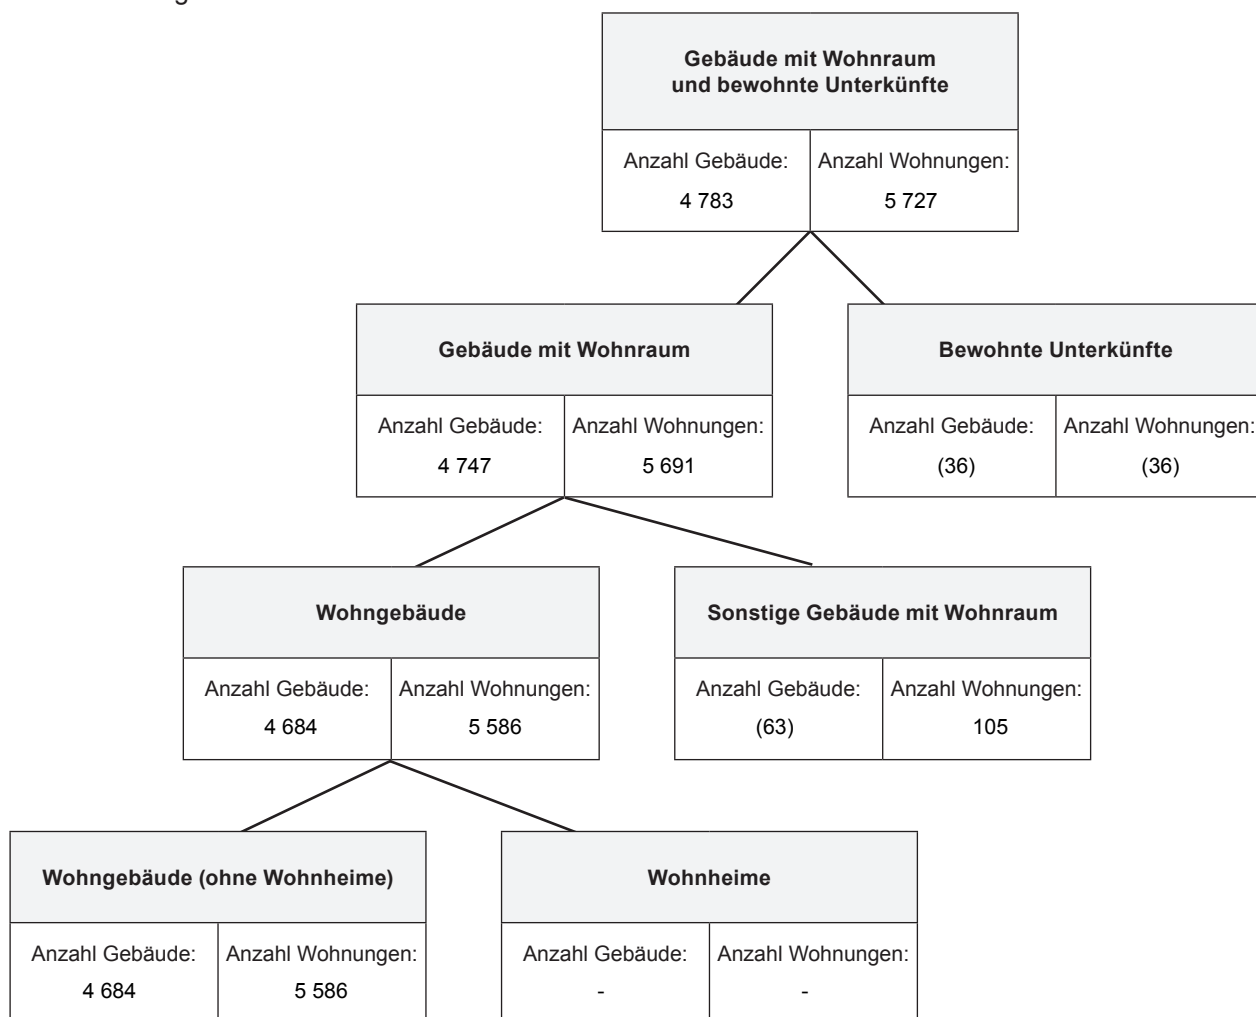 Gebäude mit Wohnraum
und bewohnte Unterkünfte
Anzahl Gebäude: Anzahl Wohnungen:
4 783 5 727
Gebäude mit Wohnraum
Anzahl Gebäude: Anzahl Wohnungen:
4 747 5 691
Bewohnte Unterkünfte
Anzahl Gebäude: Anzahl Wohnungen:
(36) (36)
Wohngebäude
Anzahl Gebäude: Anzahl Wohnungen:
4 684 5 586
Sonstige Gebäude mit Wohnraum
Anzahl Gebäude: Anzahl Wohnungen:
(63) 105
Wohngebäude (ohne Wohnheime)
Anzahl Gebäude: Anzahl Wohnungen:
4 684 5 586
Wohnheime
Anzahl Gebäude: Anzahl Wohnungen:
- -